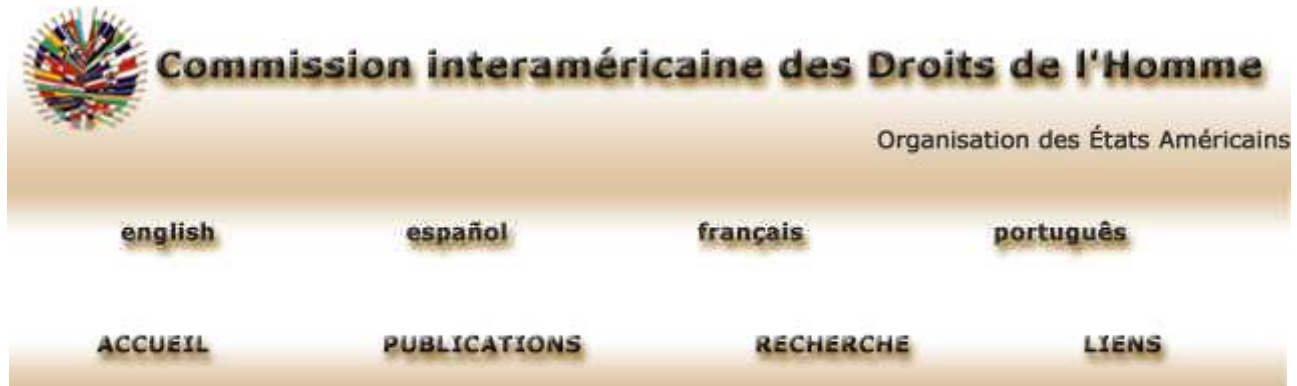 Commission interaméricaine des Droits de l'Homme
Organisation des États Américains
english español français português
ACCUEIL PUBLICATIONS RECHERCHE LIENS